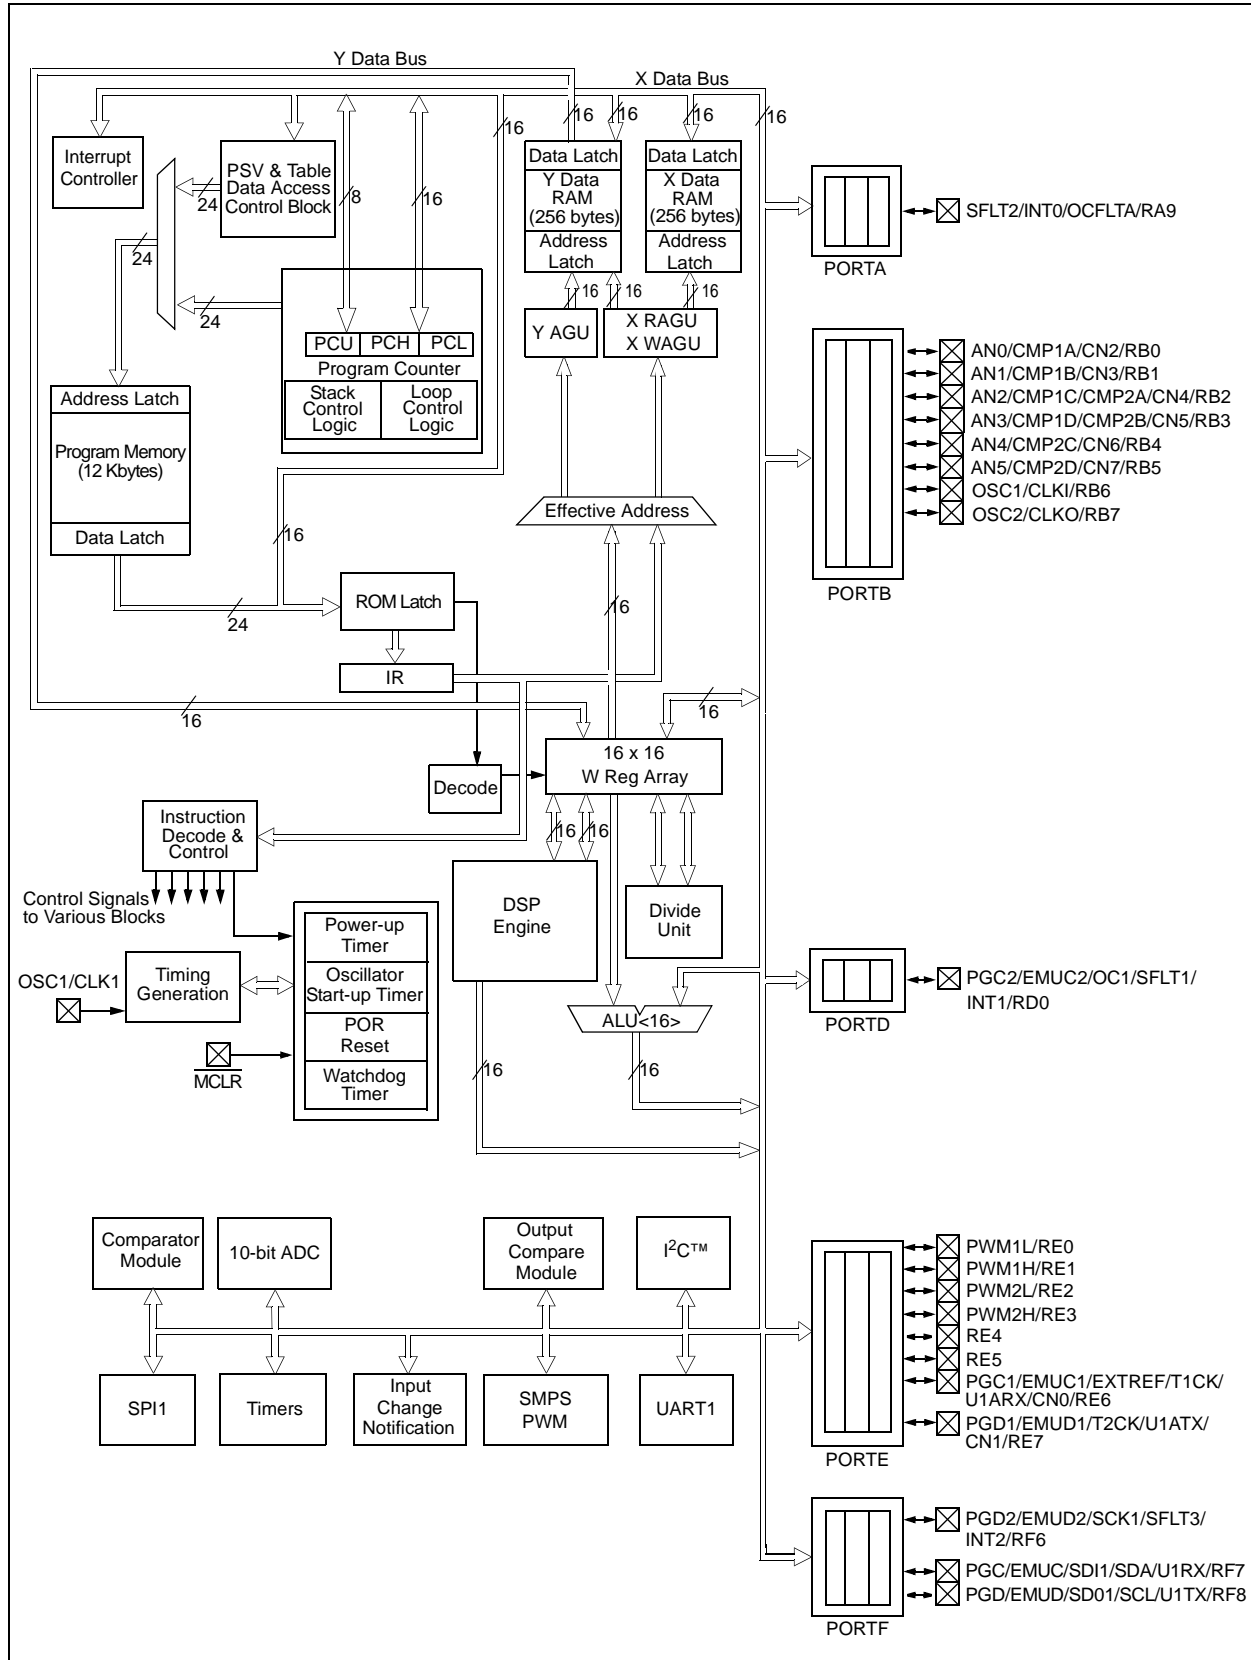 Y Data Bus
X Data Bus
16
16
16
16
16
Interrupt
Controller
PSV & Table
Data Access
Control Block
24
8
16
24
24
Data Latch
Y Data
RAM
(256 bytes)
Address
Latch
Data Latch
X Data
RAM
(256 bytes)
Address
Latch
16
16
16
Y AGU
X RAGU
X WAGU
PCU
PCH
PCL
Program Counter
Stack
Control
Logic
Loop
Control
Logic
Address Latch
Program Memory
(12 Kbytes)
Data Latch
16
24
Effective Address
16
ROM Latch
IR
16
16
16 x 16
W Reg Array
Decode
Instruction
Decode &
Control
Control Signals
to Various Blocks
16
16
DSP
Engine
Divide
Unit
Power-up
Timer
Oscillator
Start-up Timer
POR
Reset
Watchdog
Timer
OSC1/CLK1
Timing
Generation
MCLR
ALU<16>
16
16
Comparator
Module
10-bit ADC
Output
Compare
Module
I²C™
SPI1
Timers
Input
Change
Notification
SMPS
PWM
UART1
SFLT2/INT0/OCFLTA/RA9
PORTA
AN0/CMP1A/CN2/RB0
AN1/CMP1B/CN3/RB1
AN2/CMP1C/CMP2A/CN4/RB2
AN3/CMP1D/CMP2B/CN5/RB3
AN4/CMP2C/CN6/RB4
AN5/CMP2D/CN7/RB5
OSC1/CLKI/RB6
OSC2/CLKO/RB7
PORTB
PGC2/EMUC2/OC1/SFLT1/
INT1/RD0
PORTD
PWM1L/RE0
PWM1H/RE1
PWM2L/RE2
PWM2H/RE3
RE4
RE5
PGC1/EMUC1/EXTREF/T1CK/
U1ARX/CN0/RE6
PGD1/EMUD1/T2CK/U1ATX/
CN1/RE7
PORTE
PGD2/EMUD2/SCK1/SFLT3/
INT2/RF6
PGC/EMUC/SDI1/SDA/U1RX/RF7
PGD/EMUD/SD01/SCL/U1TX/RF8
PORTF